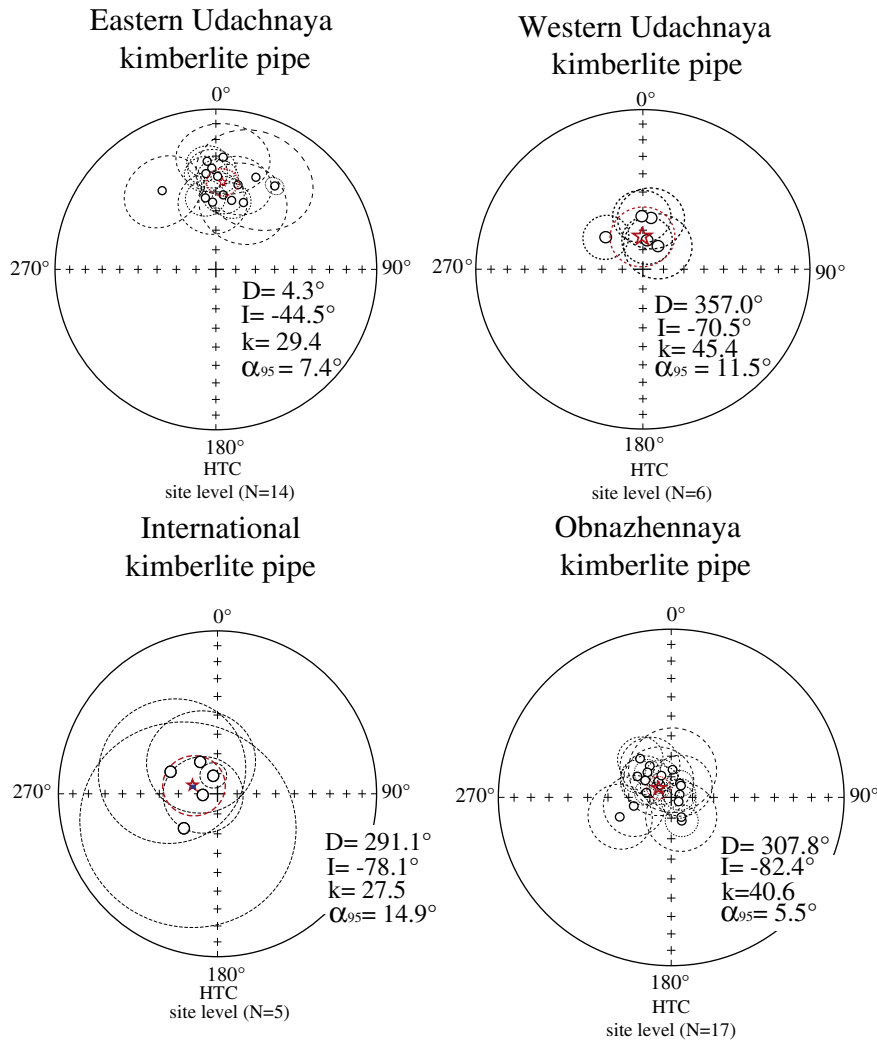 Eastern Udachnaya
kimberlite pipe
0°
270°
90°
D= 4.3°
I= -44.5°
k= 29.4
α95 = 7.4°
180°
HTC
site level (N=14)
Western Udachnaya
kimberlite pipe
0°
270°
90°
D= 357.0°
I= -70.5°
k= 45.4
α95 = 11.5°
180°
HTC
site level (N=6)
International
kimberlite pipe
0°
270°
90°
D= 291.1°
I= -78.1°
k= 27.5
α95= 14.9°
180°
HTC
site level (N=5)
Obnazhennaya
kimberlite pipe
0°
270°
90°
D= 307.8°
I= -82.4°
k=40.6
α95= 5.5°
180°
HTC
site level (N=17)